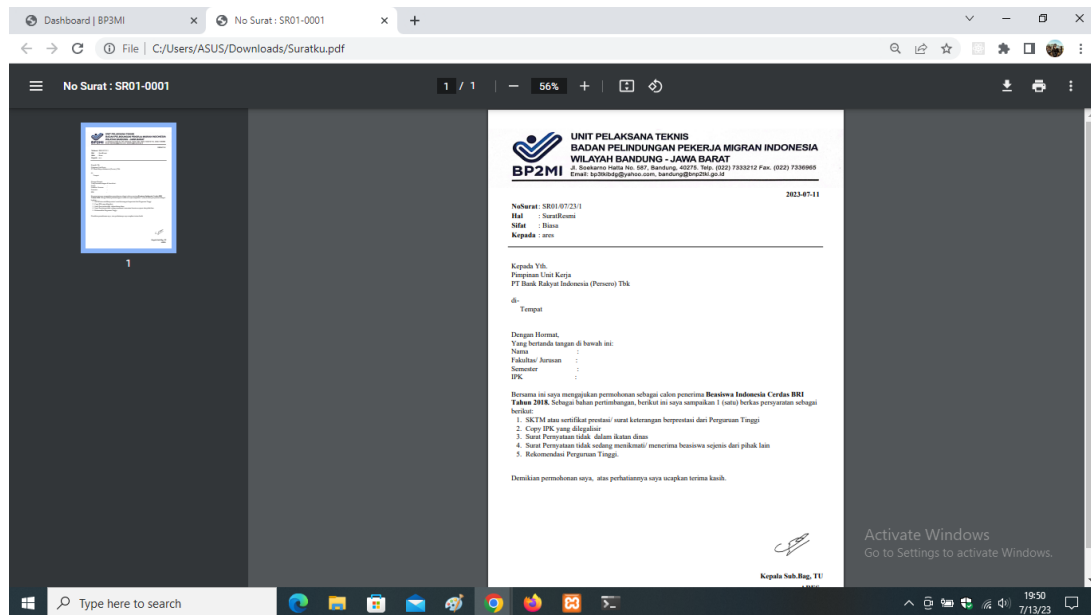 Dashboard | BP3MI
No Surat : SR01-0001
File | C:/Users/ASUS/Downloads/Suratku.pdf
No Surat : SR01-0001
1 / 1
56%
1
BP2MI
UNIT PELAKSANA TEKNIS
BADAN PELINDUNGAN PEKERJA MIGRAN INDONESIA
WILAYAH BANDUNG - JAWA BARAT
Jl. Soekarno Hatta No. 587, Bandung, 40275, Telp. (022) 7333212 Fax. (022) 7336965
Email: bp3tkibdg@yahoo.com, bandung@bnp2tki.go.id
2023-07-11
NoSurat : SR01/07/23/1
Hal : SuratResmi
Sifat : Biasa
Kepada : ares
Kepada Yth.
Pimpinan Unit Kerja
PT Bank Rakyat Indonesia (Persero) Tbk
di-
Tempat
Dengan Hormat,
Yang bertanda tangan di bawah ini:
Nama :
Fakultas/ Jurusan :
Semester :
IPK :
Bersama ini saya mengajukan permohonan sebagai calon penerima Beasiswa Indonesia Cerdas BRI
Tahun 2018. Sebagai bahan pertimbangan, berikut ini saya sampaikan 1 (satu) berkas persyaratan sebagai
berikut:
1. SKTM atau sertifikat prestasi/ surat keterangan berprestasi dari Perguruan Tinggi
2. Copy IPK yang dilegalisir
3. Surat Pernyataan tidak dalam ikatan dinas
4. Surat Pernyataan tidak sedang menikmati/ menerima beasiswa sejenis dari pihak lain
5. Rekomendasi Perguruan Tinggi.
Demikian permohonan saya, atas perhatiannya saya ucapkan terima kasih.
Kepala Sub.Bag, TU
Activate Windows
Go to Settings to activate Windows.
Type here to search
19:50
7/13/23